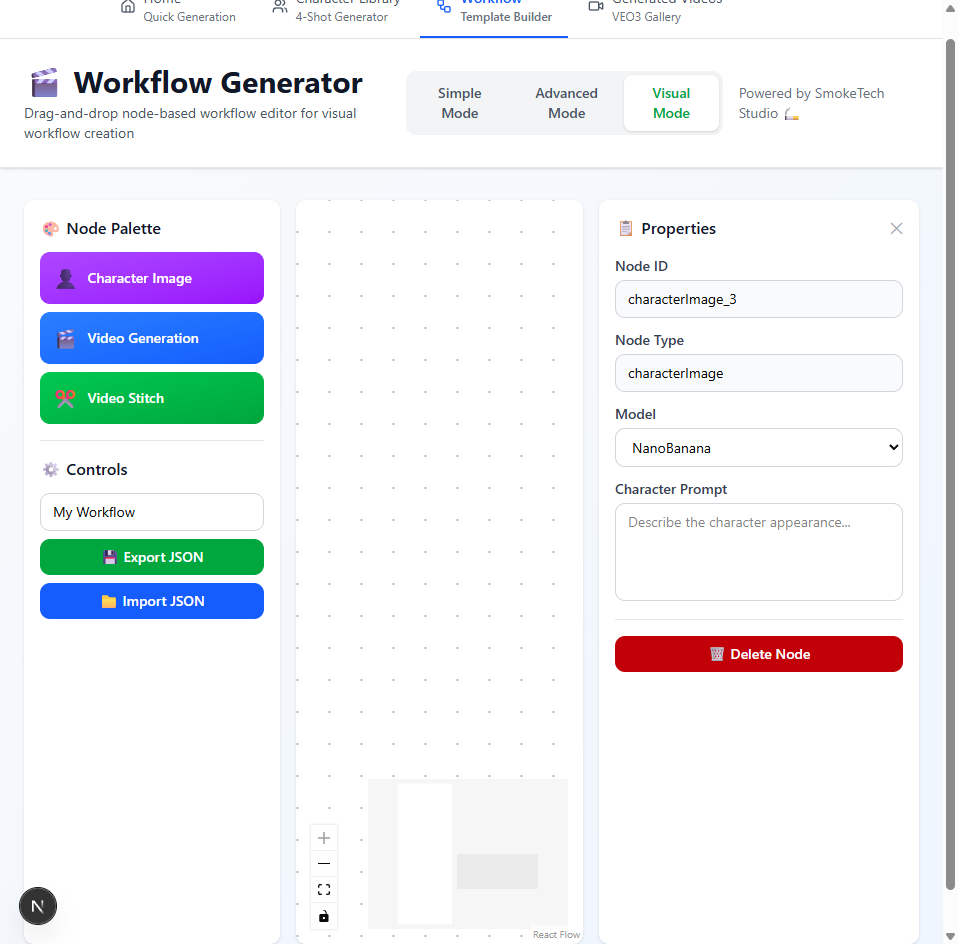 Home
Quick Generation
Character Library
4-Shot Generator
Workflow
Template Builder
Generated Videos
VEO3 Gallery
Workflow Generator
Drag-and-drop node-based workflow editor for visual
workflow creation
Simple
Mode
Advanced
Mode
Visual
Mode
Powered by SmokeTech
Studio
Node Palette
Character Image
Video Generation
Video Stitch
Controls
My Workflow
Export JSON
Import JSON
React Flow
Properties
Node ID
characterImage_3
Node Type
characterImage
Model
NanoBanana
Character Prompt
Describe the character appearance...
Delete Node
N